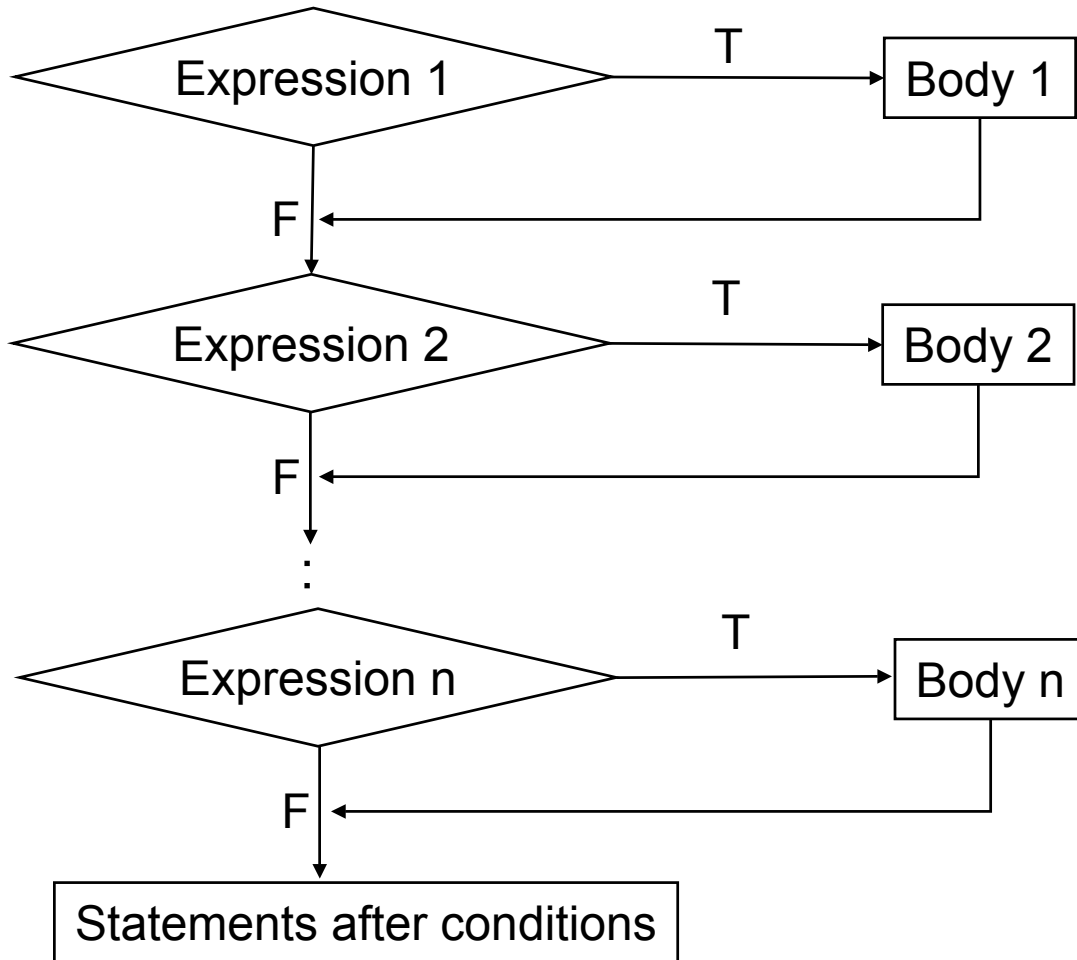 Expression 1
T
Body 1
F
Expression 2
T
Body 2
F
:
Expression n
T
Body n
F
Statements after conditions